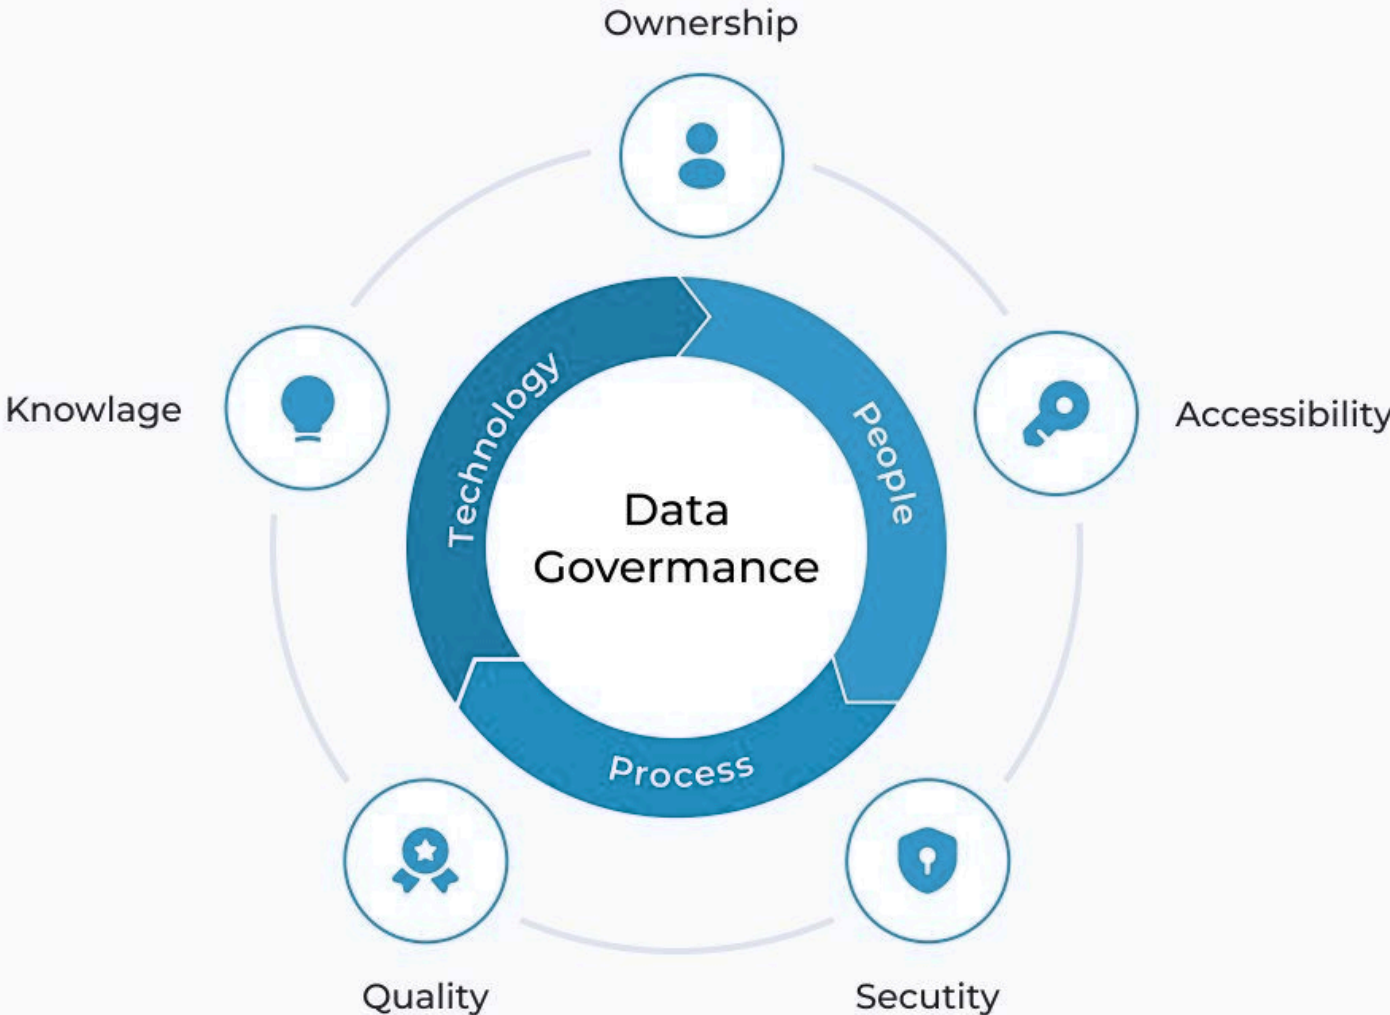 Ownership
Knowlage
Accessibility
Technology
People
Data
Govermance
Process
Quality
Secutity